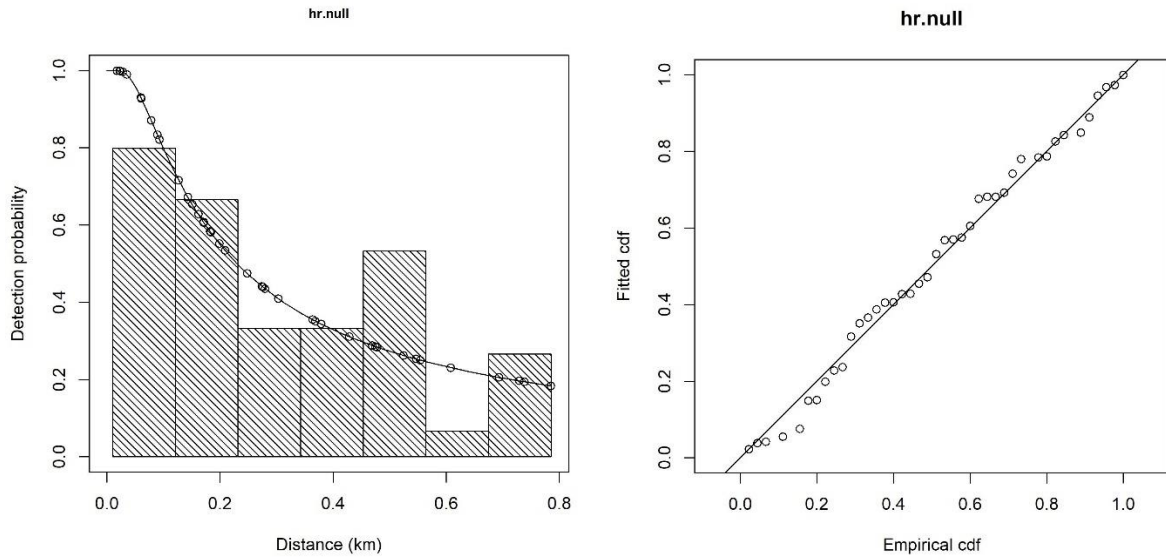 hr.null
Detection probability
1.0
0.8
0.6
0.4
0.2
0.0
0.0 0.2 0.4 0.6 0.8
Distance (km)
hr.null
Fitted cdf
1.0
0.8
0.6
0.4
0.2
0.0
0.0 0.2 0.4 0.6 0.8 1.0
Empirical cdf